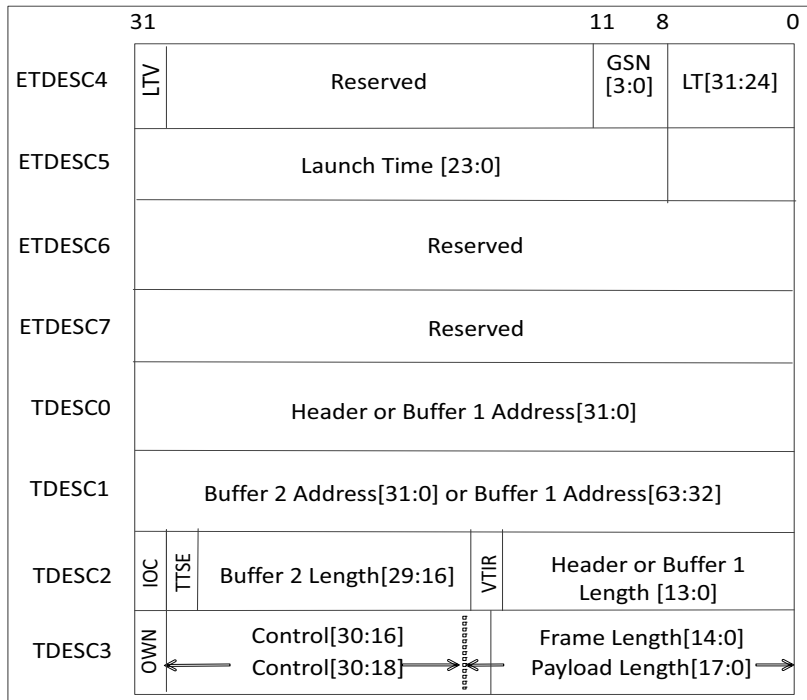 31 11 8 0
ETDESC4 LTV Reserved GSN [3:0] LT[31:24]
ETDESC5 Launch Time [23:0]
ETDESC6 Reserved
ETDESC7 Reserved
TDESC0 Header or Buffer 1 Address[31:0]
TDESC1 Buffer 2 Address[31:0] or Buffer 1 Address[63:32]
TDESC2 IOC TTSE Buffer 2 Length[29:16] VTIR Header or Buffer 1
Length [13:0]
TDESC3 OWN Control[30:16] Frame Length[14:0]
Control[30:18] Payload Length[17:0]